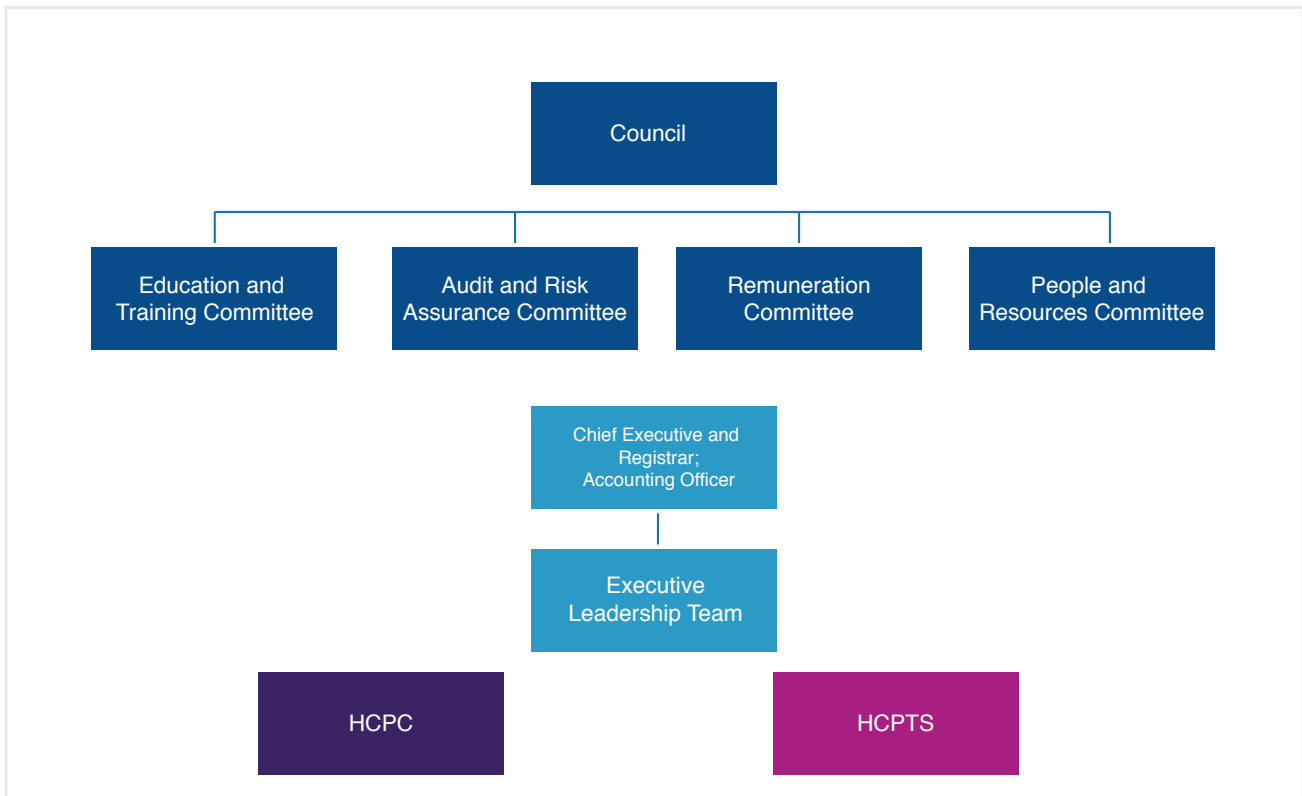 Council
Education and
Training Committee
Audit and Risk
Assurance Committee
Remuneration
Committee
People and
Resources Committee
Chief Executive and
Registrar;
Accounting Officer
Executive
Leadership Team
HCPC
HCPTS